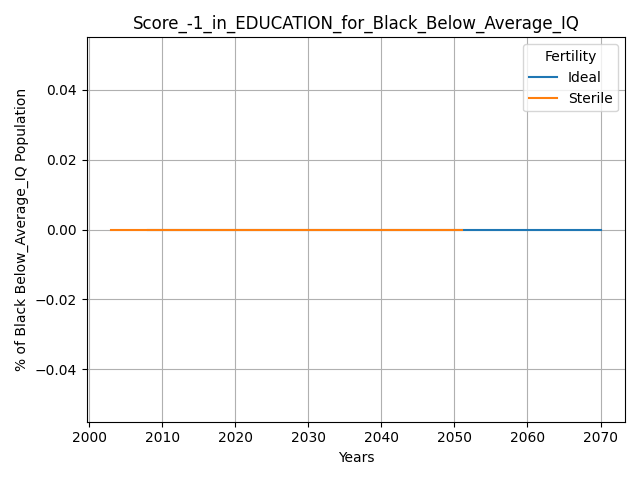 Score_-1_in_EDUCATION_for_Black_Below_Average_IQ
% of Black Below_Average_IQ Population
0.04
0.02
0.00
−0.02
−0.04
Fertility
Ideal
Sterile
2000 2010 2020 2030 2040 2050 2060 2070
Years